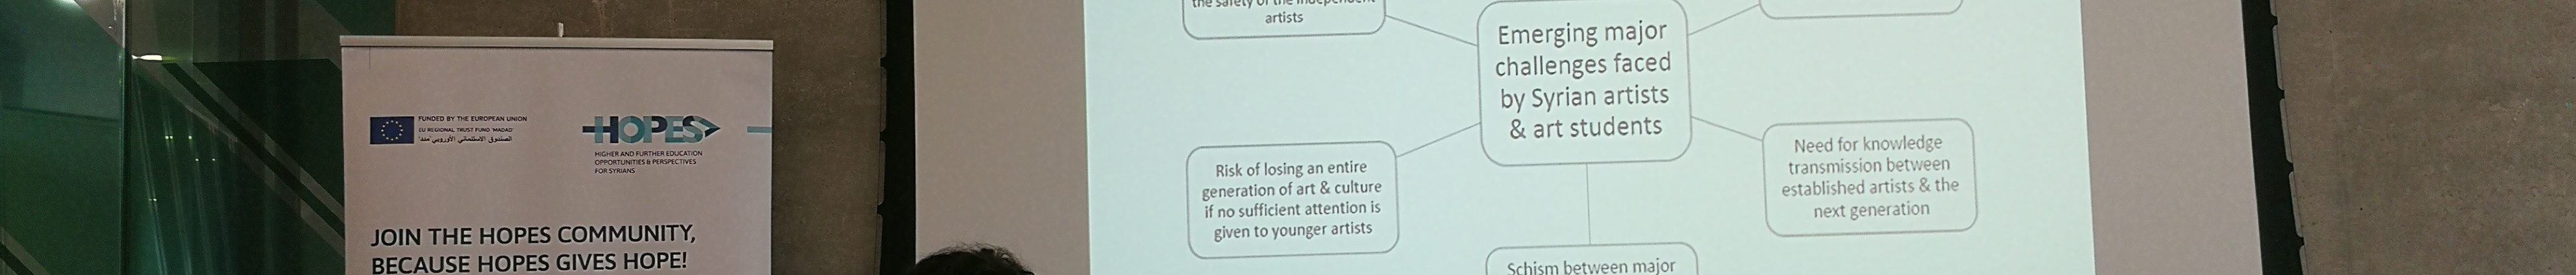 FUNDED BY THE EUROPEAN UNION
EU REGIONAL TRUST FUND 'MADAD'
الصندوق الائتماني الأوروبي "مدد"
HOPES
HIGHER AND FURTHER EDUCATION
OPPORTUNITIES & PERSPECTIVES
FOR SYRIANS
JOIN THE HOPES COMMUNITY,
BECAUSE HOPES GIVES HOPE!
the safety of the independent
artists
Emerging major
challenges faced
by Syrian artists
& art students
Risk of losing an entire
generation of art & culture
if no sufficient attention is
given to younger artists
Need for knowledge
transmission between
established artists & the
next generation
Schism between major